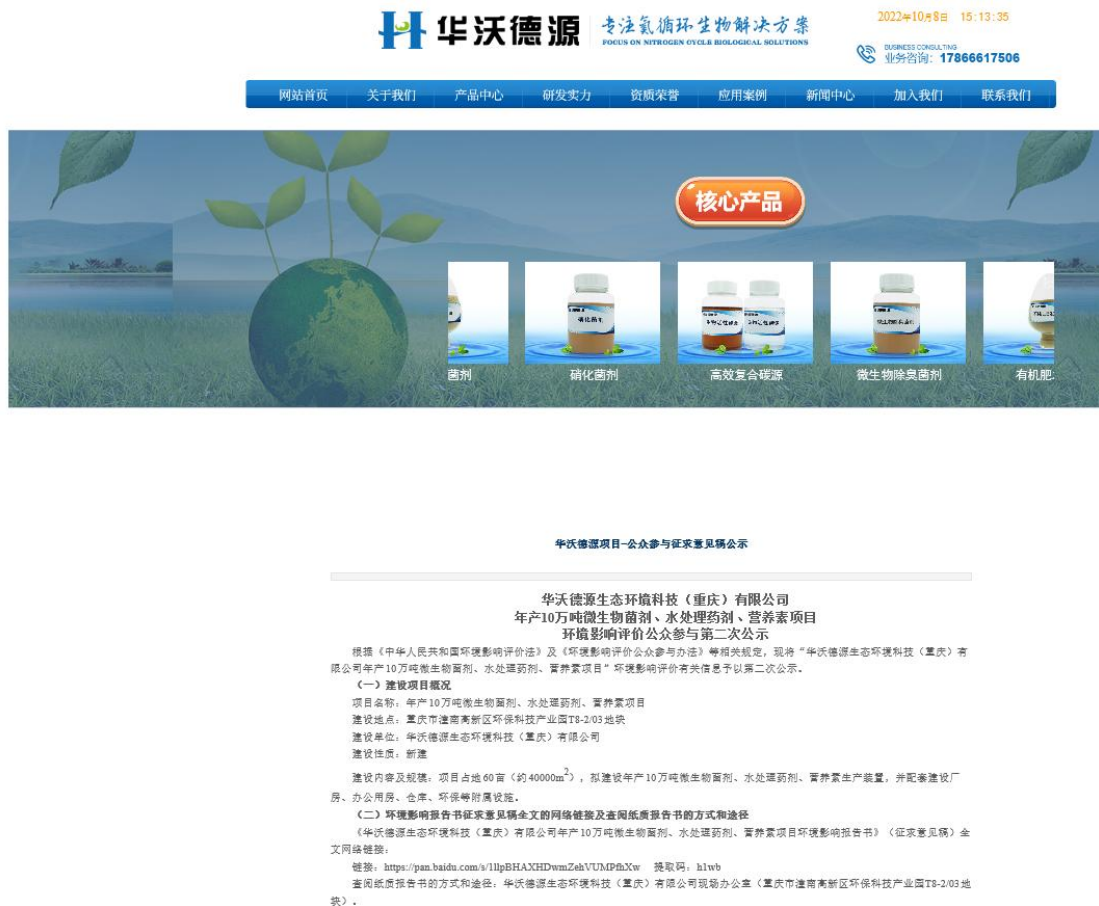 华沃德源
专注氮循环生物解决方案
FOCUS ON NITROGEN CYCLE BIOLOGICAL SOLUTIONS
2022年10月8日 15:13:35
BUSINESS CONSULTING
业务咨询：17866617506
网站首页 关于我们 产品中心 研发实力 资质荣誉 应用案例 新闻中心 加入我们 联系我们
核心产品
硝化菌剂
菌剂 硝化菌剂 高效复合碳源 微生物除臭菌剂 有机肥
华沃德源项目-公众参与征求意见稿公示
华沃德源生态环境科技（重庆）有限公司
年产10万吨微生物菌剂、水处理药剂、营养素项目
环境影响评价公众参与第二次公示
根据《中华人民共和国环境影响评价法》及《环境影响评价公众参与办法》等相关规定，现将“华沃德源生态环境科技（重庆）有
限公司年产10万吨微生物菌剂、水处理药剂、营养素项目”环境影响评价有关信息予以第二次公示。
（一）建设项目概况
项目名称：年产10万吨微生物菌剂、水处理药剂、营养素项目
建设地点：重庆市潼南高新区环保科技产业园T8-2/03地块
建设单位：华沃德源生态环境科技（重庆）有限公司
建设性质：新建
建设内容及规模：项目占地60亩（约40000m²），拟建设年产10万吨微生物菌剂、水处理药剂、营养素生产装置，并配套建设厂
房、办公用房、仓库、环保等附属设施。
（二）环境影响报告书征求意见稿全文的网络链接及查阅纸质报告书的方式和途径
《华沃德源生态环境科技（重庆）有限公司年产10万吨微生物菌剂、水处理药剂、营养素项目环境影响报告书》（征求意见稿）全
文网络链接：
链接：https://pan.baidu.com/s/1llpBHAXHDwmZehVUMPfhXw 提取码：h1wb
查阅纸质报告书的方式和途径：华沃德源生态环境科技（重庆）有限公司现场办公室（重庆市潼南高新区环保科技产业园T8-2/03地
块）。